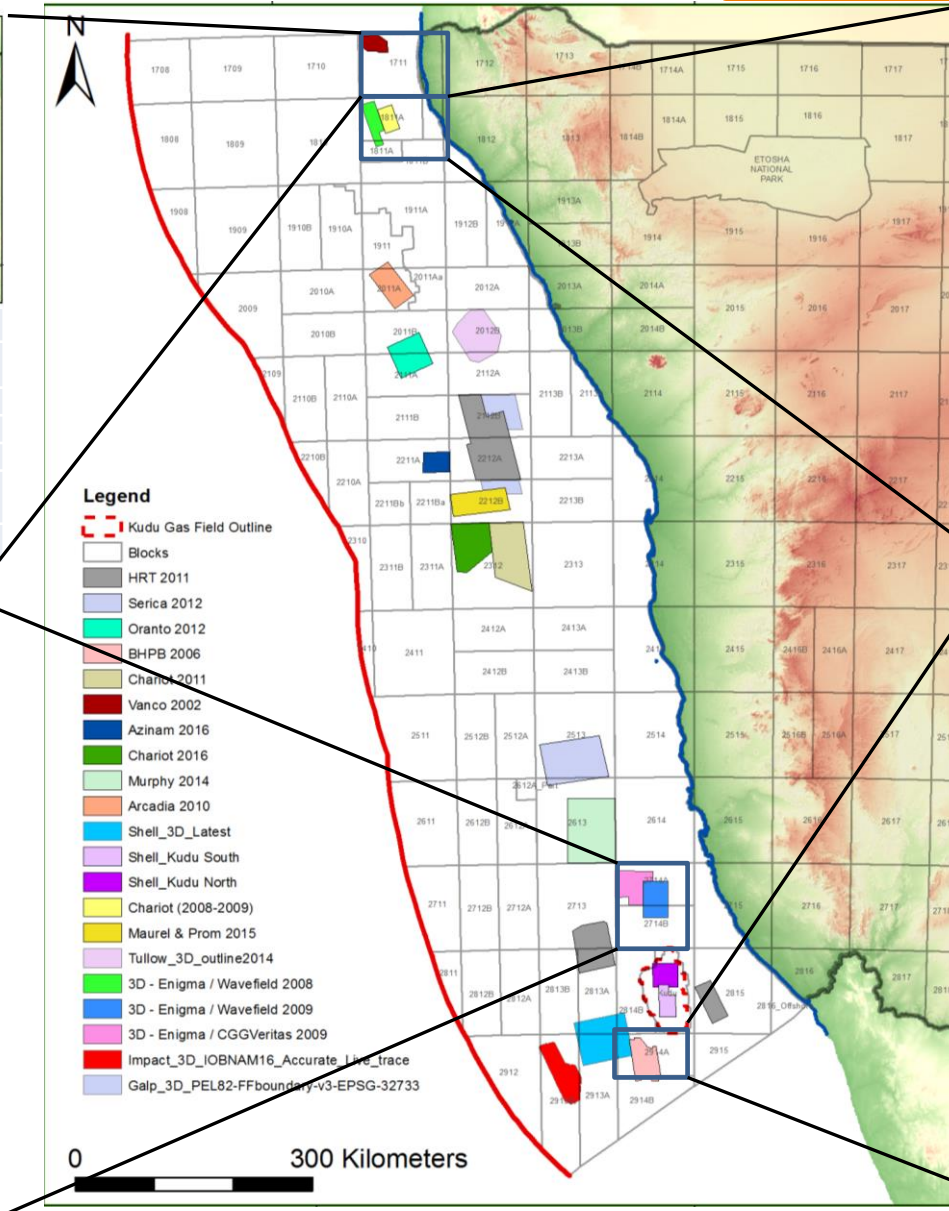 N
1708
1709
1710
1711
1712
1713
1714A
1715
1716
1717
1808
1809
1811A
1811A
1812
1813
1814B
1814A
1815
1816
1817
ETOSHA
NATIONAL
PARK
1908
1909
1910B
1910A
1911A
1911
1912B
1913A
1914
1915
1916
1917
2009
2010A
2010B
2011A
2011Aa
2011B
2012A
2012B
2013A
2014A
2014B
2015
2016
2017
2109
2110B
2110A
2111A
2111B
2112A
2113B
2114
2115
2116
2117
2210B
2210A
2211A
2211Bb
2211Ba
2212A
2212B
2213A
2213B
2217
2310
2311B
2311A
2312
2313
2315
2316
2317
2411
2412A
2412B
2413A
2413B
2415
2416B
2416A
2417
2511
2512B
2512A
2513
2514
2515
2516B
2516A
2517
2611
2612B
2612A_Part
2613
2614
2615
2616
2617
2711
2712B
2712A
2713
2714A
2714B
2715
2716
2717
2811
2812B
2812A
2813B
2813A
2814B
Kudu
2815
2816
2817
2912
2913A
2914A
2914B
2915
Legend
Kudu Gas Field Outline
Blocks
HRT 2011
Serica 2012
Oranto 2012
BHPB 2006
Chariot 2011
Vanco 2002
Azinam 2016
Chariot 2016
Murphy 2014
Arcadia 2010
Shell_3D_Latest
Shell_Kudu South
Shell_Kudu North
Chariot (2008-2009)
Maurel & Prom 2015
Tullow_3D_outline2014
3D - Enigma / Wavefield 2008
3D - Enigma / Wavefield 2009
3D - Enigma / CGGVeritas 2009
Impact_3D_IOBNAM16_Accurate_Live_trace
Galp_3D_PEL82-FFboundary-v3-EPSG-32733
0
300 Kilometers